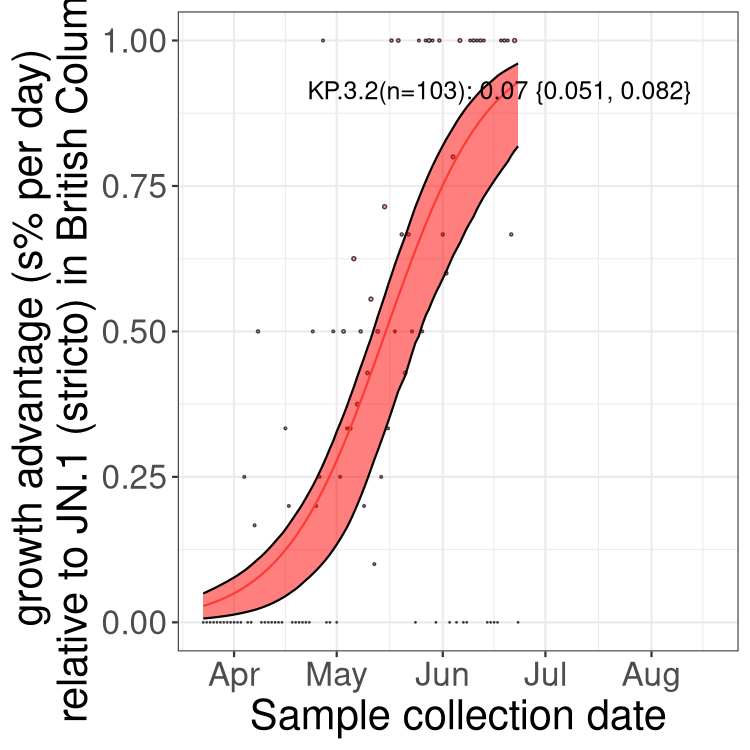 growth advantage (s% per day)
relative to JN.1 (stricto) in British Colum
1.00
0.75
0.50
0.25
0.00
KP.3.2(n=103): 0.07 {0.051, 0.082}
Apr May Jun Jul Aug
Sample collection date